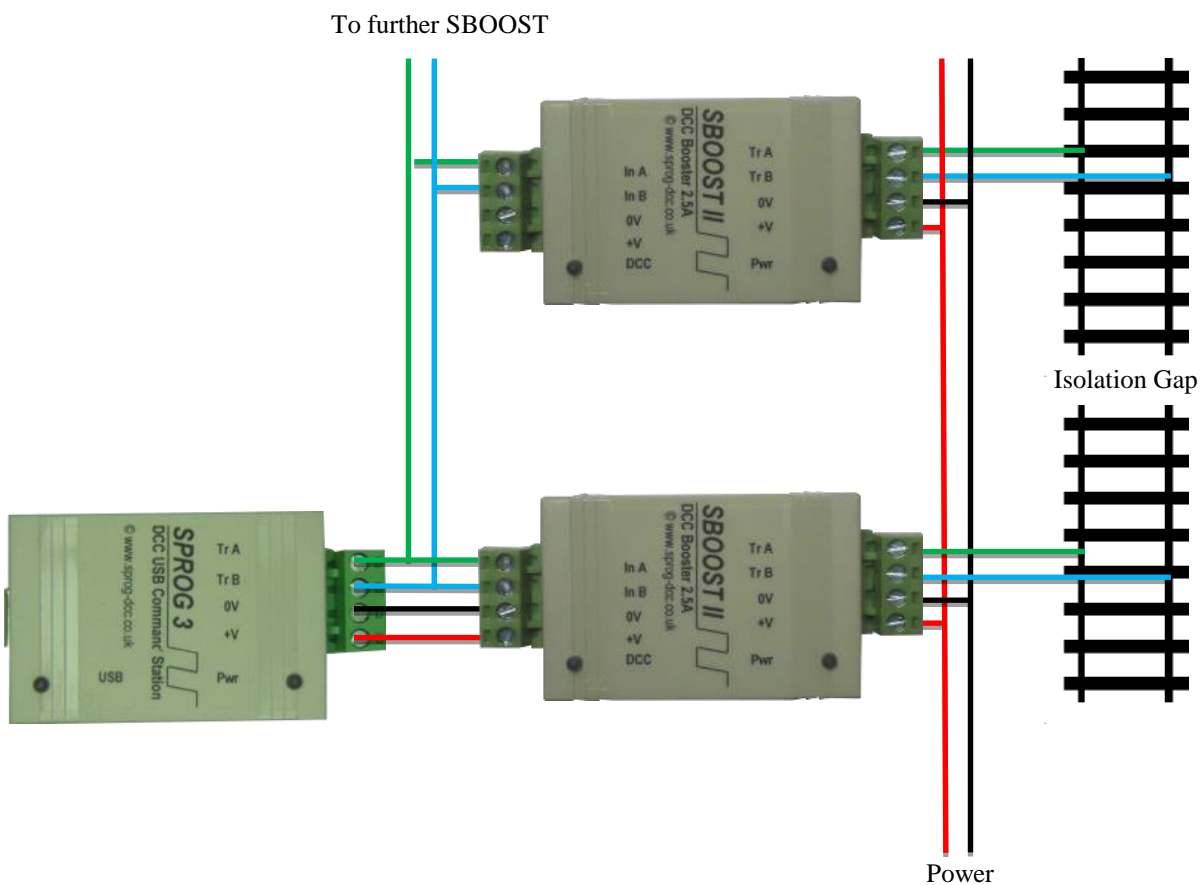 To further SBOOST
SBOOST II
DCC Booster 2.5A
© www.sprog-dcc.co.uk
In A
In B
0V
+V
DCC
Tr A
Tr B
0V
+V
Pwr
Isolation Gap
SPROG 3
DCC USB Command Station
© www.sprog-dcc.co.uk
USB
Tr A
Tr B
0V
+V
Pwr
SBOOST II
DCC Booster 2.5A
© www.sprog-dcc.co.uk
In A
In B
0V
+V
DCC
Tr A
Tr B
0V
+V
Pwr
Power